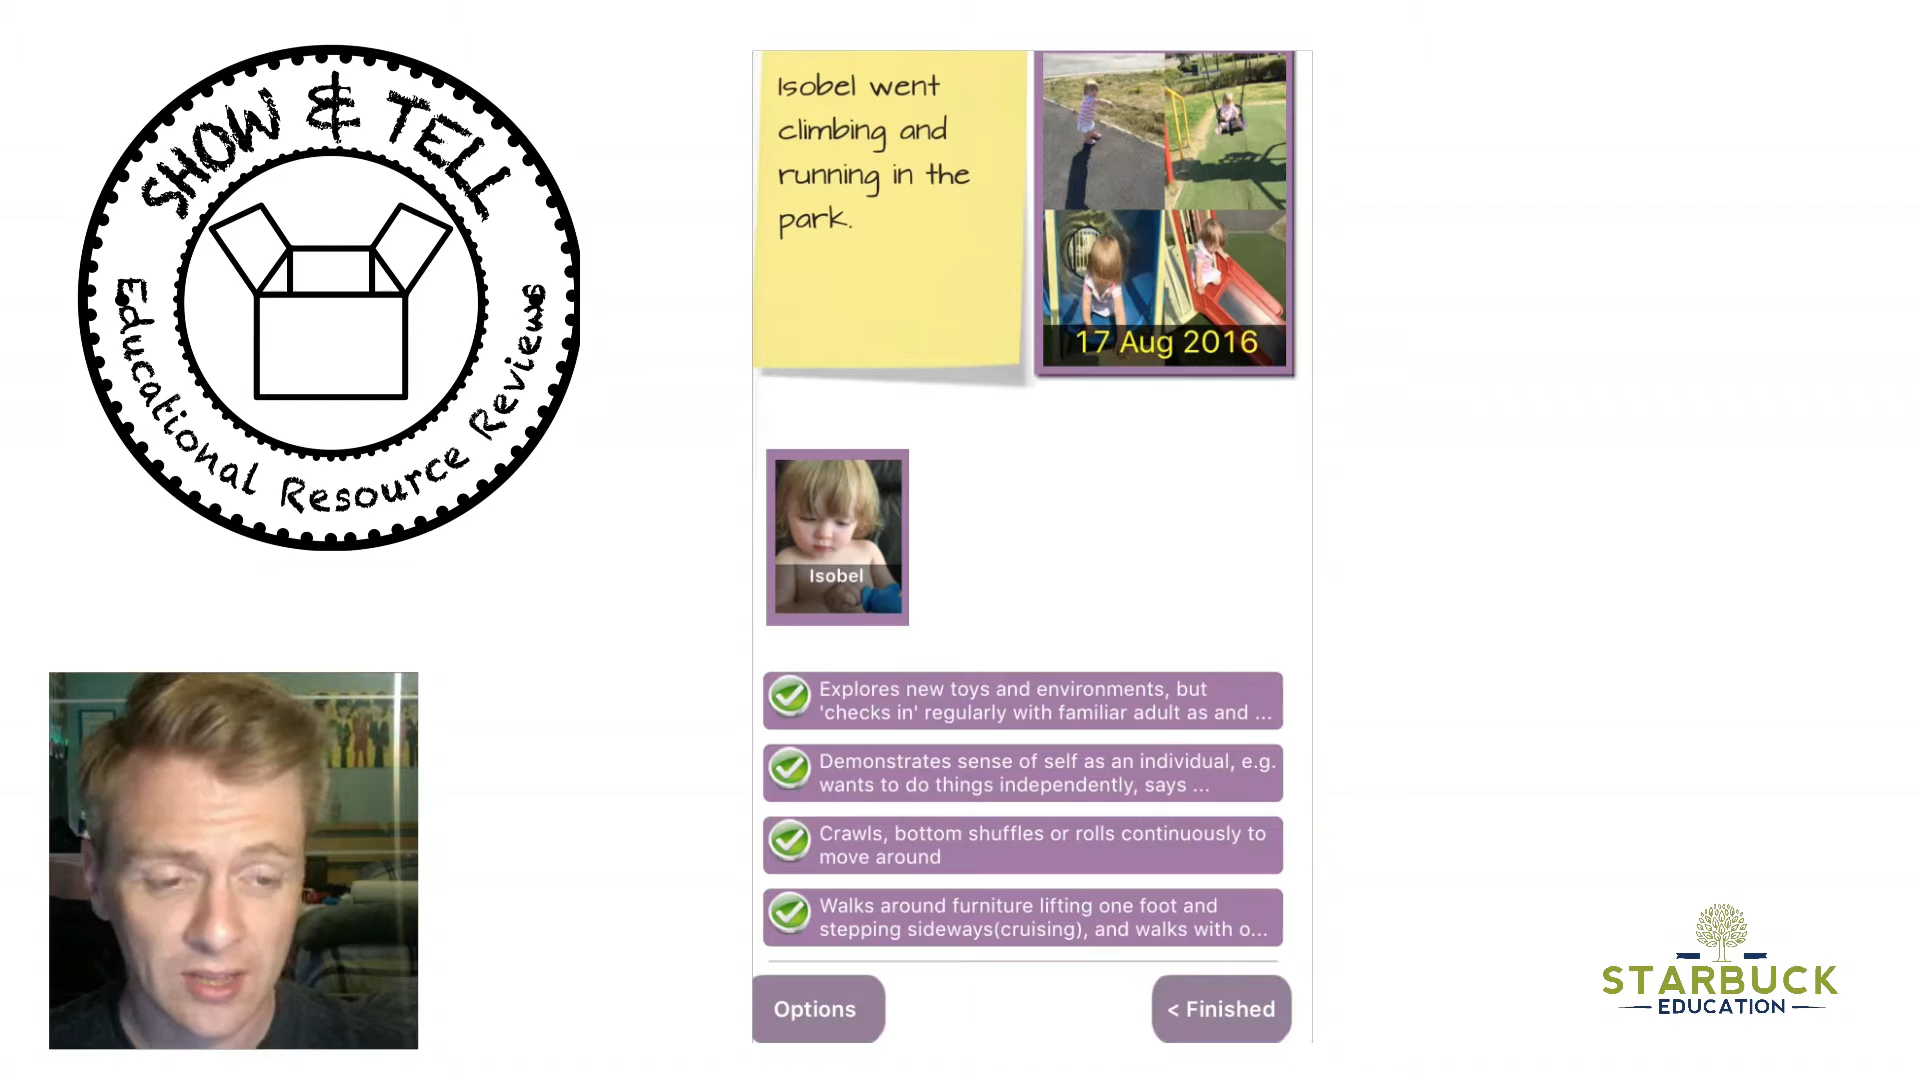 SHOW & TELL
Educational Resource Reviews
Isobel went
climbing and
running in the
park.
17 Aug 2016
Isobel
Explores new toys and environments, but
'checks in' regularly with familiar adult as and ...
Demonstrates sense of self as an individual, e.g.
wants to do things independently, says ...
Crawls, bottom shuffles or rolls continuously to
move around
Walks around furniture lifting one foot and
stepping sideways(cruising), and walks with o...
Options
< Finished
STARBUCK
EDUCATION